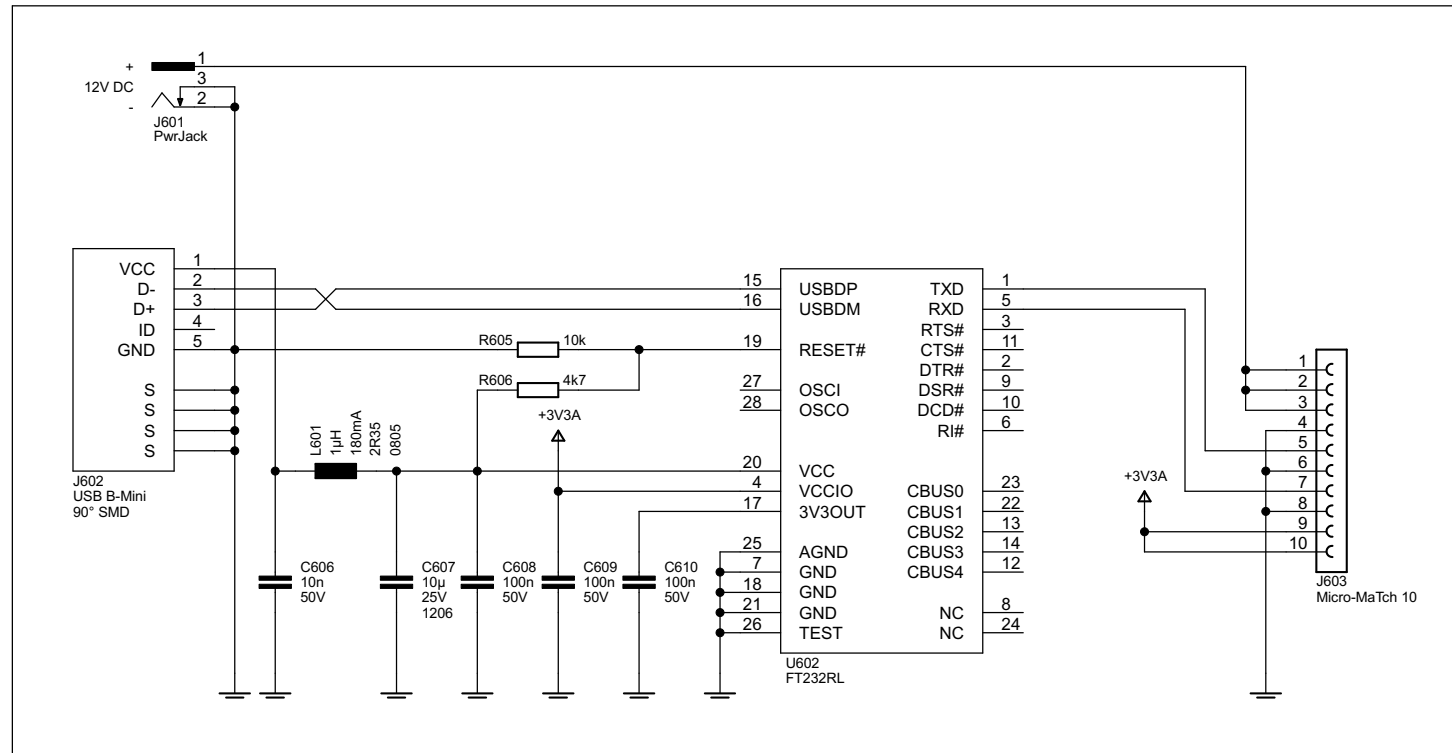 +
12V DC
-
1
3
2
J601
PwrJack
VCC 1
D- 2
D+ 3
ID 4
GND 5
S
S
S
S
J602
USB B-Mini
90° SMD
L601
1µH
180mA
2R35
0805
R605 10k
R606 4k7
+3V3A
C606
10n
50V
C607
10µ
25V
1206
C608
100n
50V
C609
100n
50V
C610
100n
50V
15 USBDP TXD 1
16 USBDM RXD 5
RTS# 3
19 RESET# CTS# 11
DTR# 2
27 OSCI DSR# 9
28 OSCO DCD# 10
RI# 6
20 VCC
4 VCCIO CBUS0 23
17 3V3OUT CBUS1 22
CBUS2 13
25 AGND CBUS3 14
7 GND CBUS4 12
18 GND
21 GND NC 8
26 TEST NC 24
U602
FT232RL
+3V3A
1
2
3
4
5
6
7
8
9
10
J603
Micro-MaTch 10